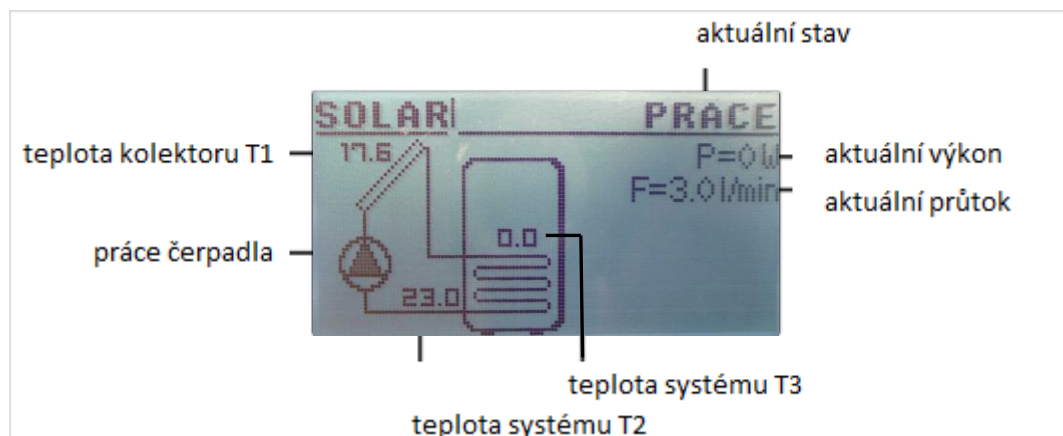 aktuální stav
SOLAR PRACE
teplota kolektoru T1
17.6
P=0W
aktuální výkon
F=3.0l/min
aktuální průtok
0.0
práce čerpadla
23.0
teplota systému T3
teplota systému T2